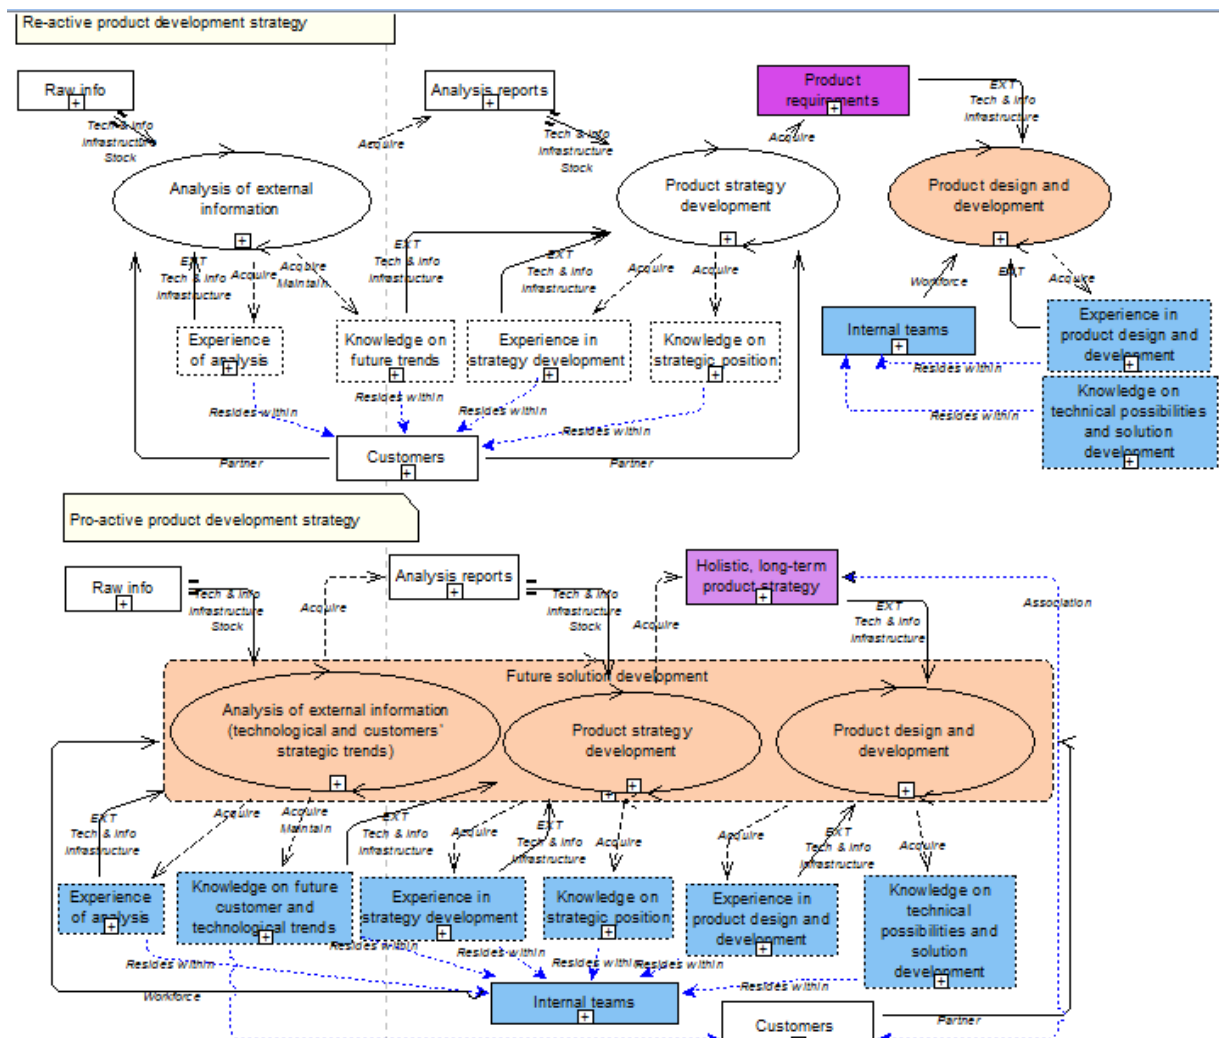 Re-active product development strategy
Raw info
Analysis reports
Product
requirements
Tech & info
infrastructure
Stock
Acquire
Tech & info
infrastructure
Stock
Acquire
EXT
Tech & info
infrastructure
Analysis of external
information
Product strategy
development
Product design and
development
EXT
Tech & info
infrastructure
Acquire
Acquire
Maintain
EXT
Tech & info
infrastructure
EXT
Tech & info
infrastructure
Acquire
Acquire
Workforce
EXT
Acquire
Experience
of analysis
Knowledge on
future trends
Experience in
strategy development
Knowledge on
strategic position
Internal teams
Experience in
product design and
development
Resides within
Knowledge on
technical possibilities
and solution
development
Resides within
Resides within
Resides within
Resides within
Resides within
Customers
Partner
Partner
Pro-active product development strategy
Raw info
Analysis reports
Holistic, long-term
product strategy
Tech & info
infrastructure
Stock
Acquire
Tech & info
infrastructure
Stock
Acquire
EXT
Tech & info
infrastructure
Association
Future solution development
Analysis of external information
(technological and customers'
strategic trends)
Product strategy
development
Product design and
development
EXT
Tech & info
infrastructure
Acquire
Acquire
Maintain
EXT
Tech & info
infrastructure
Acquire
EXT
Tech & info
infrastructure
Acquire
Acquire
EXT
Tech & info
infrastructure
Acquire
Experience
of analysis
Knowledge on future
customer and
technological trends
Experience in
strategy development
Knowledge on
strategic position
Experience in
product design and
development
Knowledge on
technical
possibilities and
solution
development
Resides within
Resides within
Resides within
Resides within
Resides within
Resides within
Workforce
Internal teams
Customers
Partner